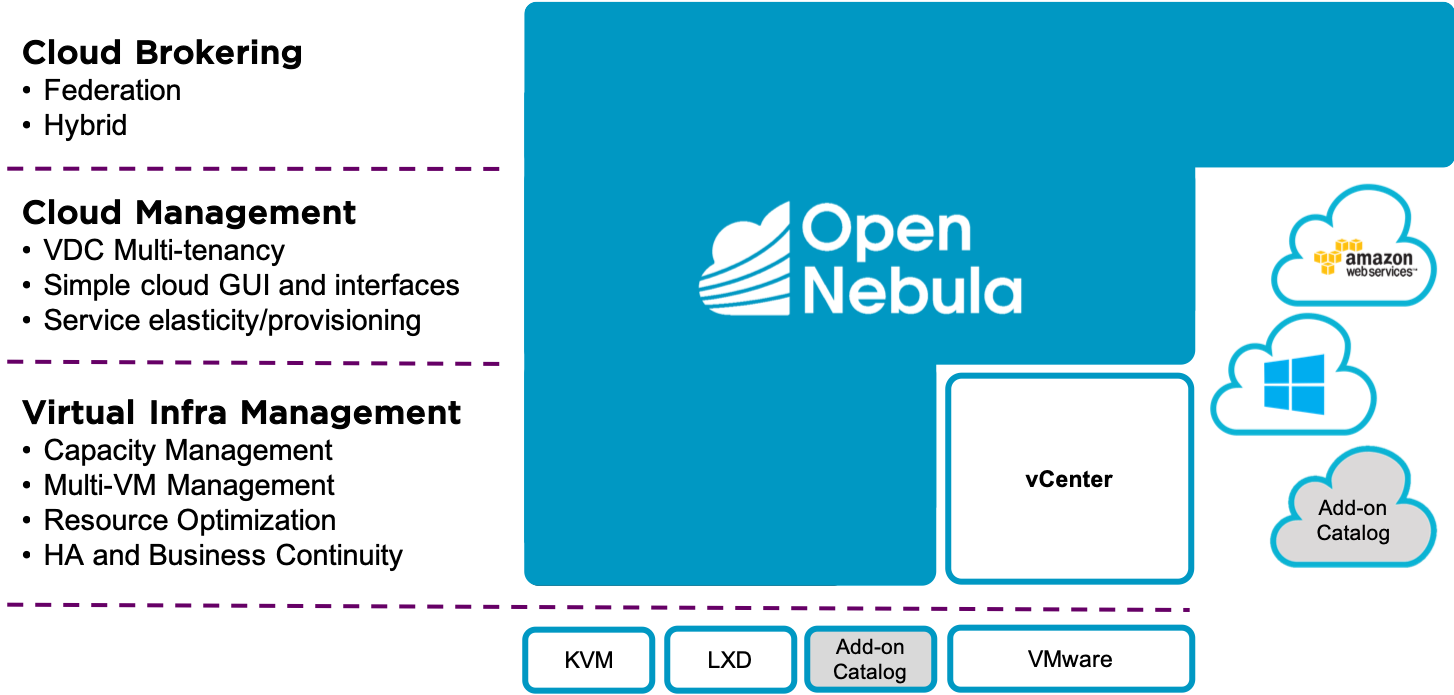 Cloud Brokering
• Federation
• Hybrid
Cloud Management
• VDC Multi-tenancy
• Simple cloud GUI and interfaces
• Service elasticity/provisioning
Virtual Infra Management
• Capacity Management
• Multi-VM Management
• Resource Optimization
• HA and Business Continuity
Open
Nebula
amazon
webservices™
vCenter
Add-on
Catalog
KVM
LXD
Add-on
Catalog
VMware